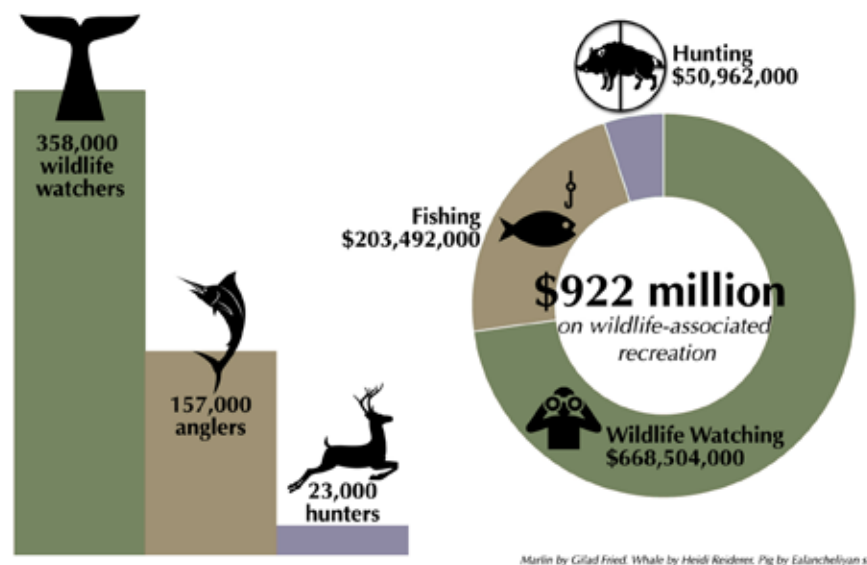 358,000
wildlife
watchers
157,000
anglers
23,000
hunters
Hunting
$50,962,000
Fishing
$203,492,000
$922 million
on wildlife-associated
recreation
Wildlife Watching
$668,504,000
Marlin by Gilad Fried. Whale by Heidi Reiderer. Pig by Ealancheliyan s